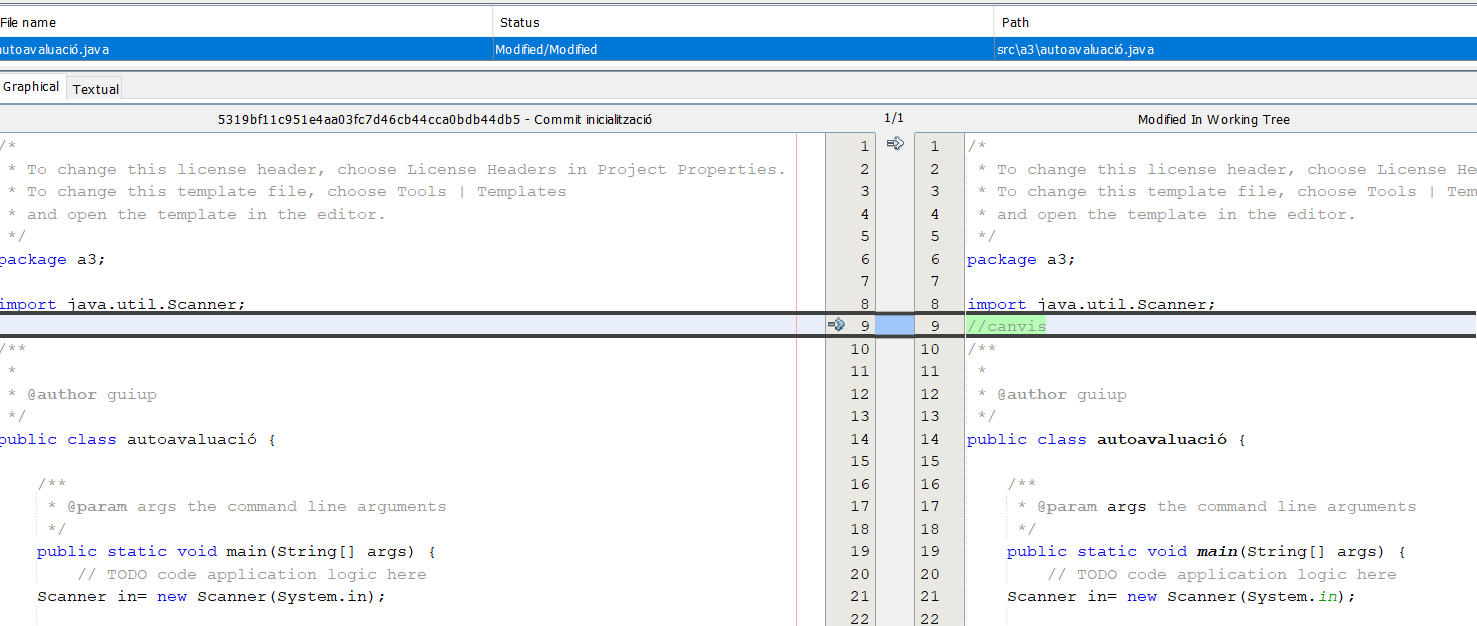 File name Status Path
autoavaluació.java Modified/Modified src\a3\autoavaluació.java
Graphical Textual
5319bf11c951e4aa03fc7d46cb44cca0bdb44db5 - Commit inicialització 1/1 Modified In Working Tree
/* 1 1 /*
* To change this license header, choose License Headers in Project Properties. 2 2 * To change this license header, choose License He
* To change this template file, choose Tools | Templates 3 3 * To change this template file, choose Tools | Tem
* and open the template in the editor. 4 4 * and open the template in the editor.
*/ 5 5 */
package a3; 6 6 package a3;
7 7
import java.util.Scanner; 8 8 import java.util.Scanner;
9 9 //canvis
/** 10 10 /**
* 11 11 *
* @author guiup 12 12 * @author guiup
*/ 13 13 */
public class autoavaluació { 14 14 public class autoavaluació {
15 15
/** 16 16 /**
* @param args the command line arguments 17 17 * @param args the command line arguments
*/ 18 18 */
public static void main(String[] args) { 19 19 public static void main(String[] args) {
// TODO code application logic here 20 20 // TODO code application logic here
Scanner in= new Scanner(System.in); 21 21 Scanner in= new Scanner(System.in);
22 22